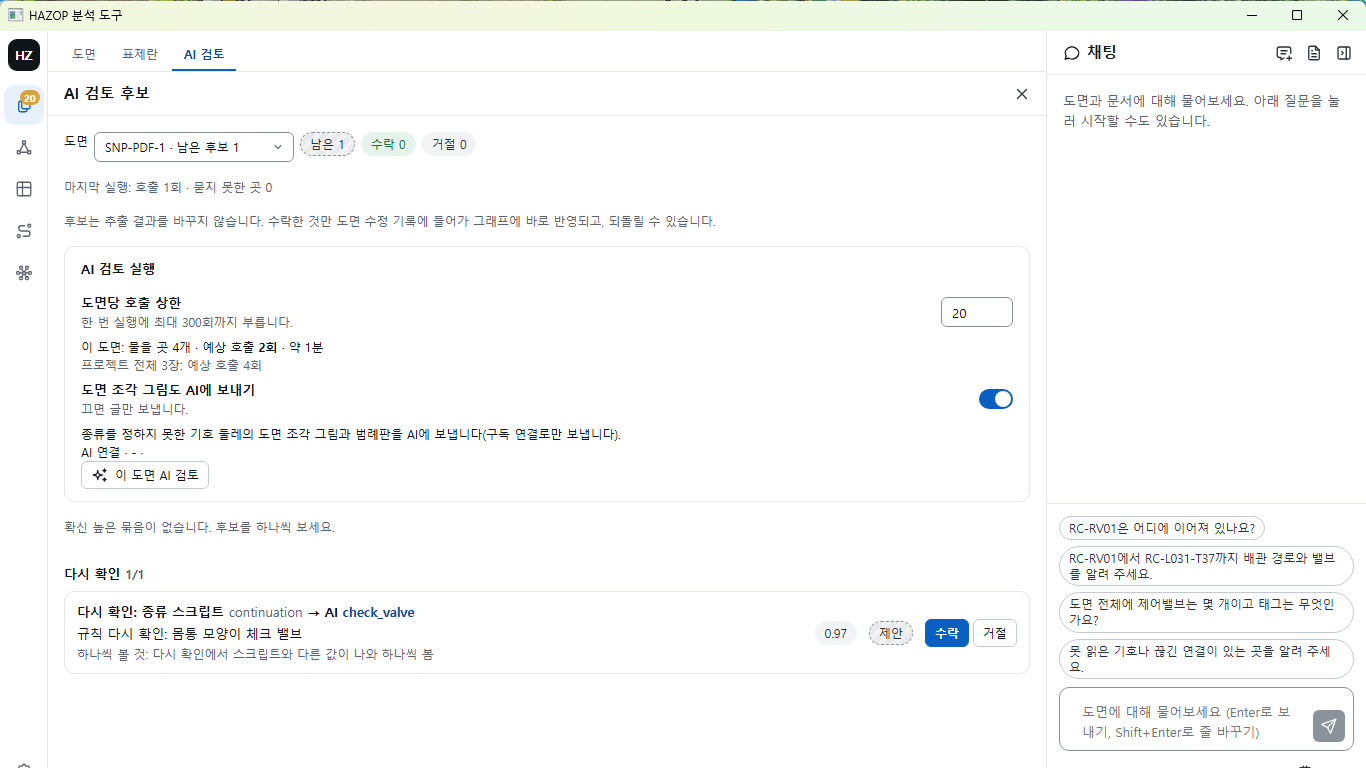 HAZOP 분석 도구
HZ
20
도면
표제란
AI 검토
AI 검토 후보
도면
SNP-PDF-1 · 남은 후보 1
남은 1
수락 0
거절 0
마지막 실행: 호출 1회 · 묻지 못한 곳 0
후보는 추출 결과를 바꾸지 않습니다. 수락한 것만 도면 수정 기록에 들어가 그래프에 바로 반영되고, 되돌릴 수 있습니다.
AI 검토 실행
도면당 호출 상한
한 번 실행에 최대 300회까지 부릅니다.
20
이 도면: 물을 곳 4개 · 예상 호출 2회 · 약 1분
프로젝트 전체 3장: 예상 호출 4회
도면 조각 그림도 AI에 보내기
끄면 글만 보냅니다.
종류를 정하지 못한 기호 둘레의 도면 조각 그림과 범례판을 AI에 보냅니다(구독 연결로만 보냅니다).
AI 연결 · - ·
이 도면 AI 검토
확신 높은 묶음이 없습니다. 후보를 하나씩 보세요.
다시 확인 1/1
다시 확인: 종류 스크립트 continuation → AI check_valve
규칙 다시 확인: 몸통 모양이 체크 밸브
하나씩 볼 것: 다시 확인에서 스크립트와 다른 값이 나와 하나씩 봄
0.97
제안
수락
거절
채팅
도면과 문서에 대해 물어보세요. 아래 질문을 눌
러 시작할 수도 있습니다.
RC-RV01은 어디에 이어져 있나요?
RC-RV01에서 RC-L031-T37까지 배관 경로와 밸브
를 알려 주세요.
도면 전체에 제어밸브는 몇 개이고 태그는 무엇인
가요?
못 읽은 기호나 끊긴 연결이 있는 곳을 알려 주세
요.
도면에 대해 물어보세요 (Enter로 보
내기, Shift+Enter로 줄 바꾸기)